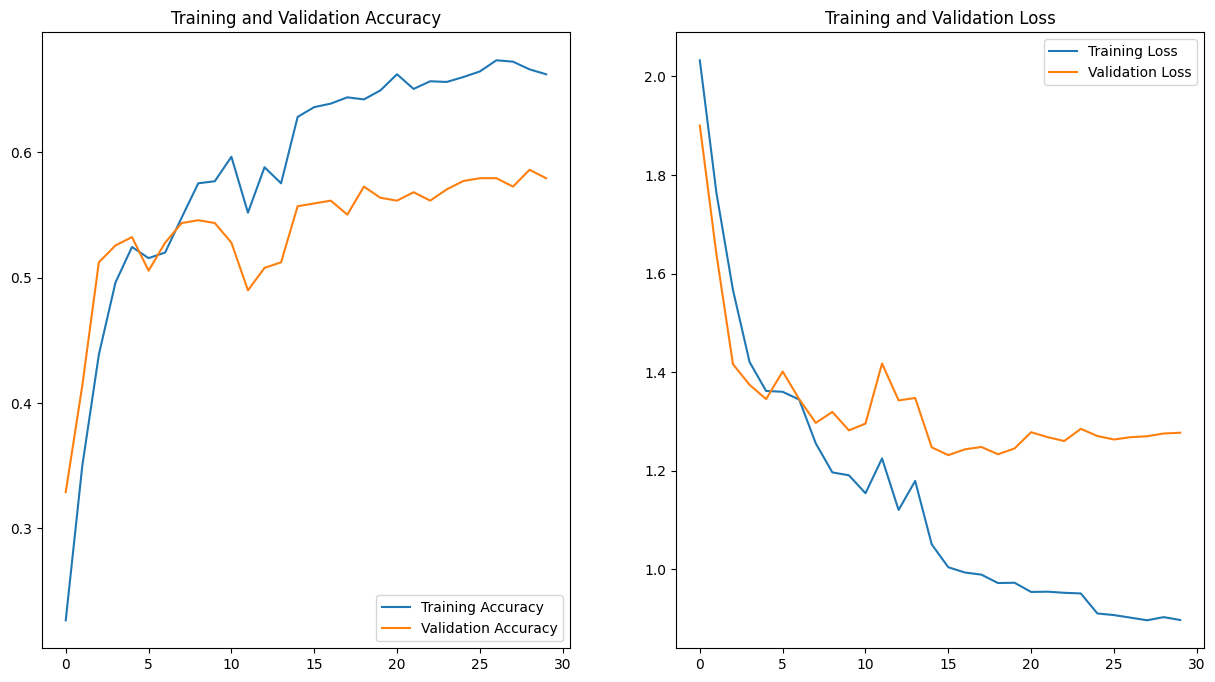 Training and Validation Accuracy
0.6
0.5
0.4
0.3
0 5 10 15 20 25 30
Training Accuracy
Validation Accuracy
Training and Validation Loss
2.0
1.8
1.6
1.4
1.2
1.0
0 5 10 15 20 25 30
Training Loss
Validation Loss